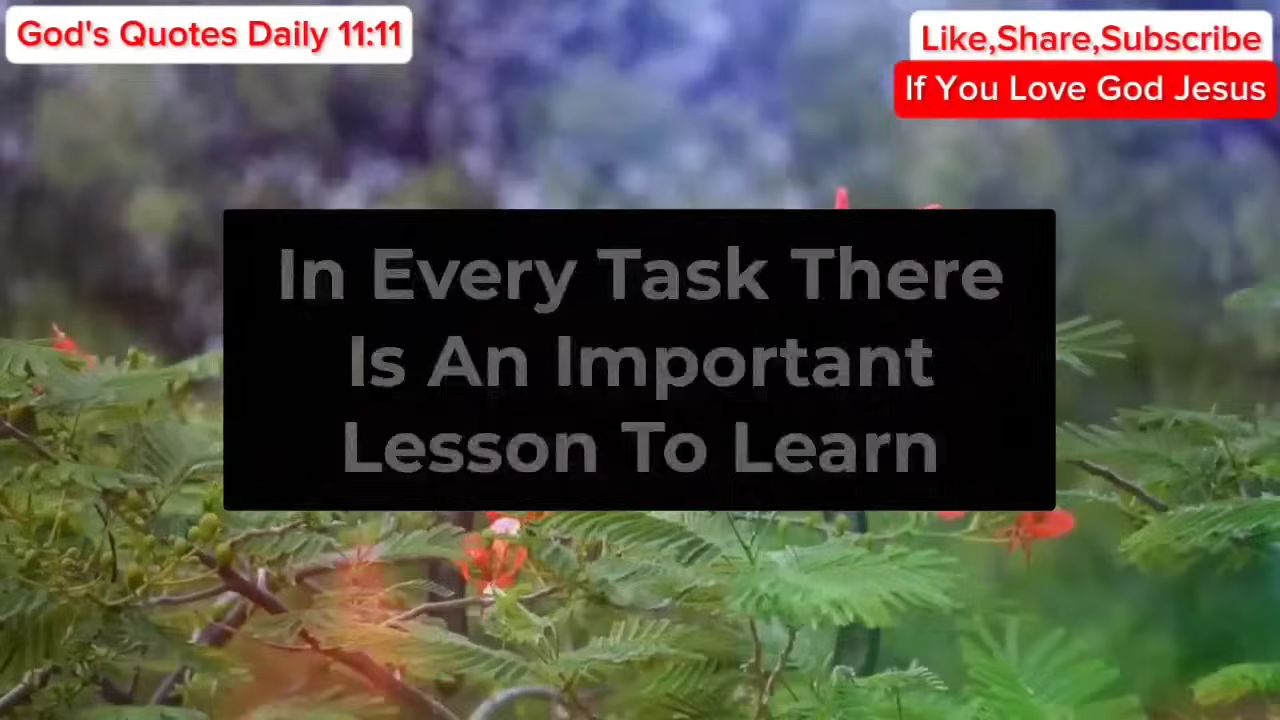 God's Quotes Daily 11:11
Like,Share,Subscribe
If You Love God Jesus
In Every Task There
Is An Important
Lesson To Learn